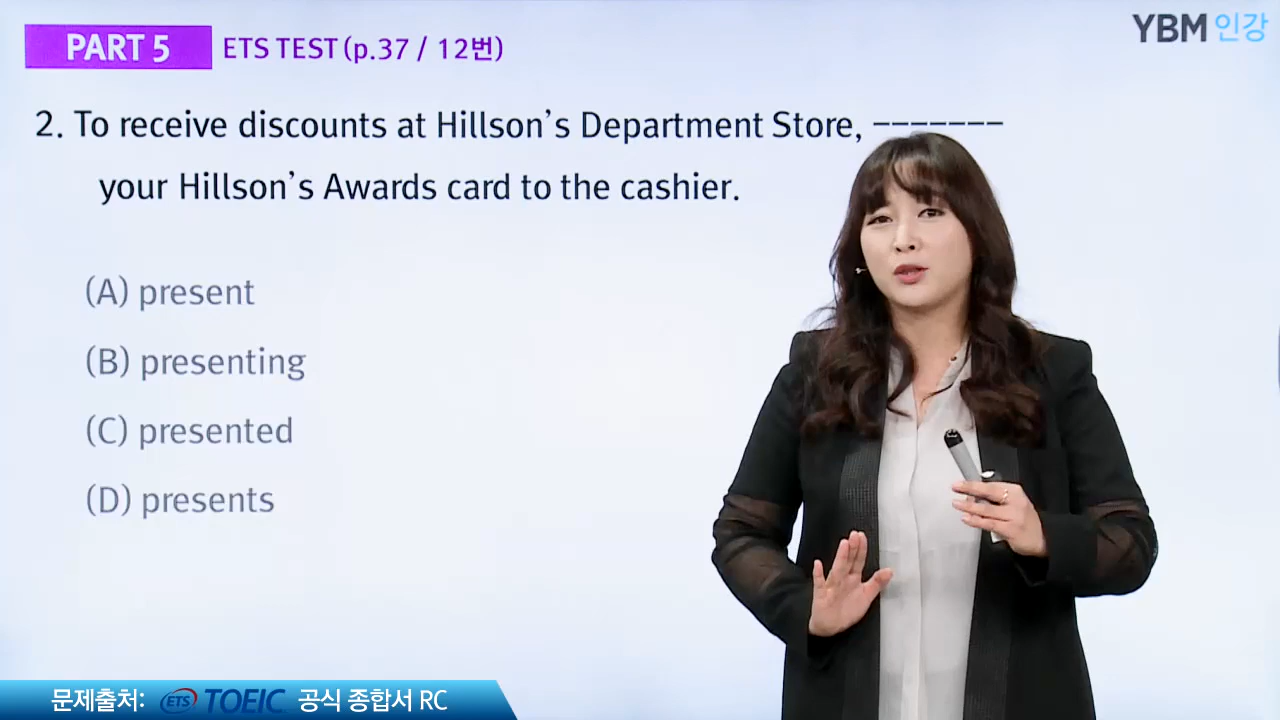 PART 5 ETS TEST (p.37 / 12번)
YBM 인강
2. To receive discounts at Hillson's Department Store, -------
your Hillson's Awards card to the cashier.
(A) present
(B) presenting
(C) presented
(D) presents
문제출처: ETS TOEIC 공식 종합서 RC